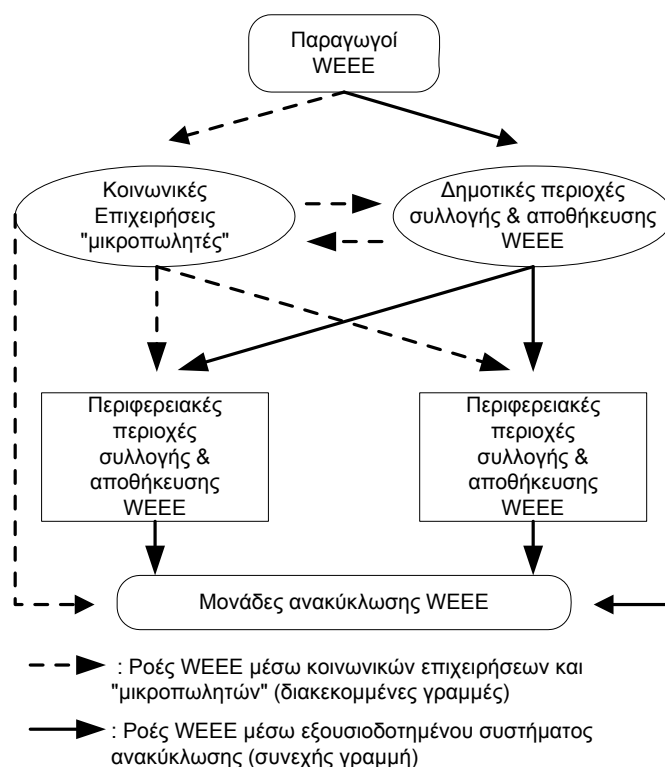 Παραγωγοί
WEEE
Κοινωνικές
Επιχειρήσεις
"μικροπωλητές"
Δημοτικές περιοχές
συλλογής & αποθήκευσης
WEEE
Περιφερειακές
περιοχές
συλλογής &
αποθήκευσης
WEEE
Περιφερειακές
περιοχές
συλλογής &
αποθήκευσης
WEEE
Μονάδες ανακύκλωσης WEEE
: Ροές WEEE μέσω κοινωνικών επιχειρήσεων και
"μικροπωλητών" (διακεκομμένες γραμμές)
: Ροές WEEE μέσω εξουσιοδοτημένου συστήματος
ανακύκλωσης (συνεχής γραμμή)